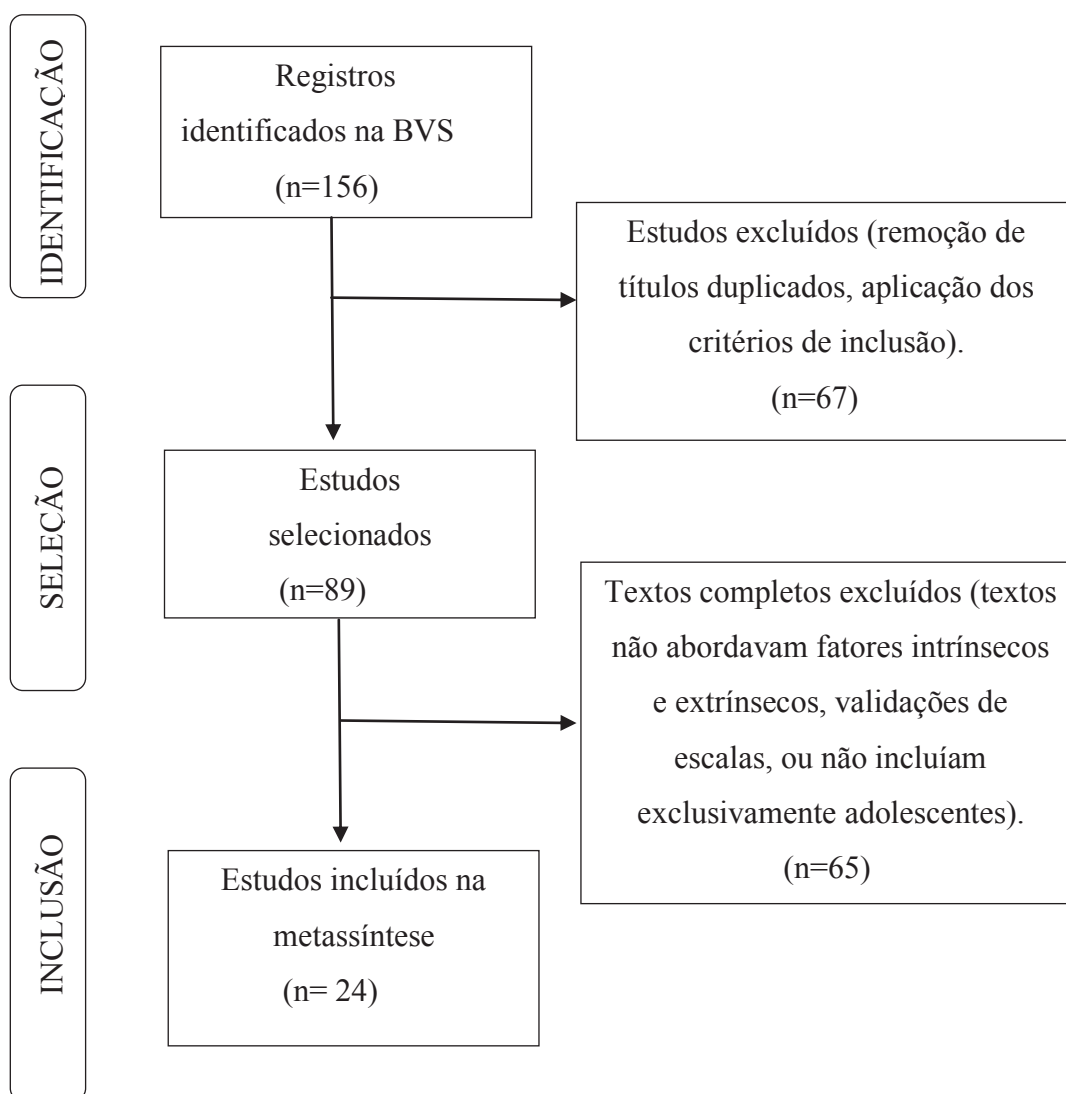 IDENTIFICAÇÃO
Registros
identificados na BVS
(n=156)
Estudos excluídos (remoção de
títulos duplicados, aplicação dos
critérios de inclusão).
(n=67)
SELEÇÃO
Estudos
selecionados
(n=89)
Textos completos excluídos (textos
não abordavam fatores intrínsecos
e extrínsecos, validações de
escalas, ou não incluíam
exclusivamente adolescentes).
(n=65)
INCLUSÃO
Estudos incluídos na
metassíntese
(n= 24)